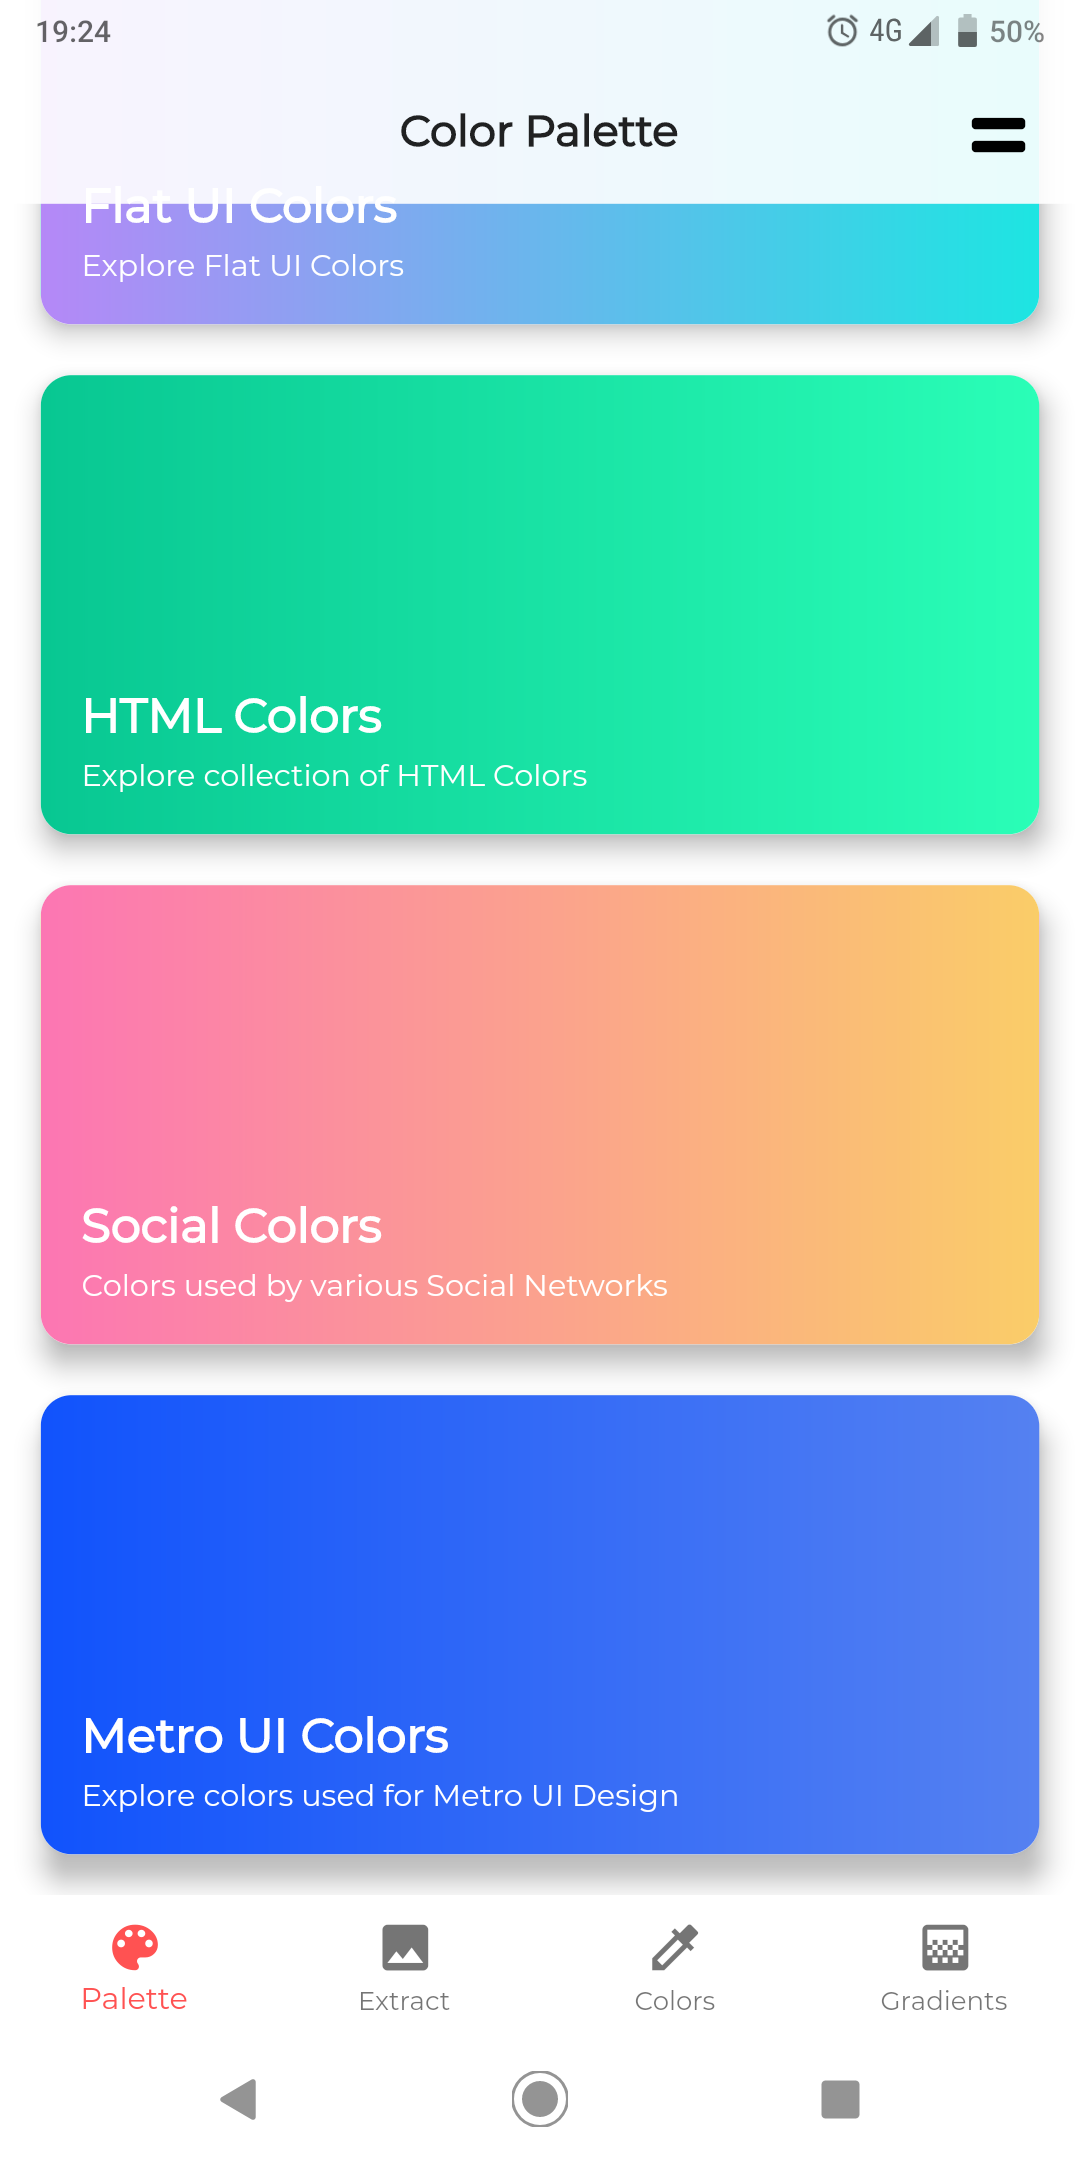 19:24
4G
50%
Color Palette
Flat UI Colors
Explore Flat UI Colors
HTML Colors
Explore collection of HTML Colors
Social Colors
Colors used by various Social Networks
Metro UI Colors
Explore colors used for Metro UI Design
Palette
Extract
Colors
Gradients